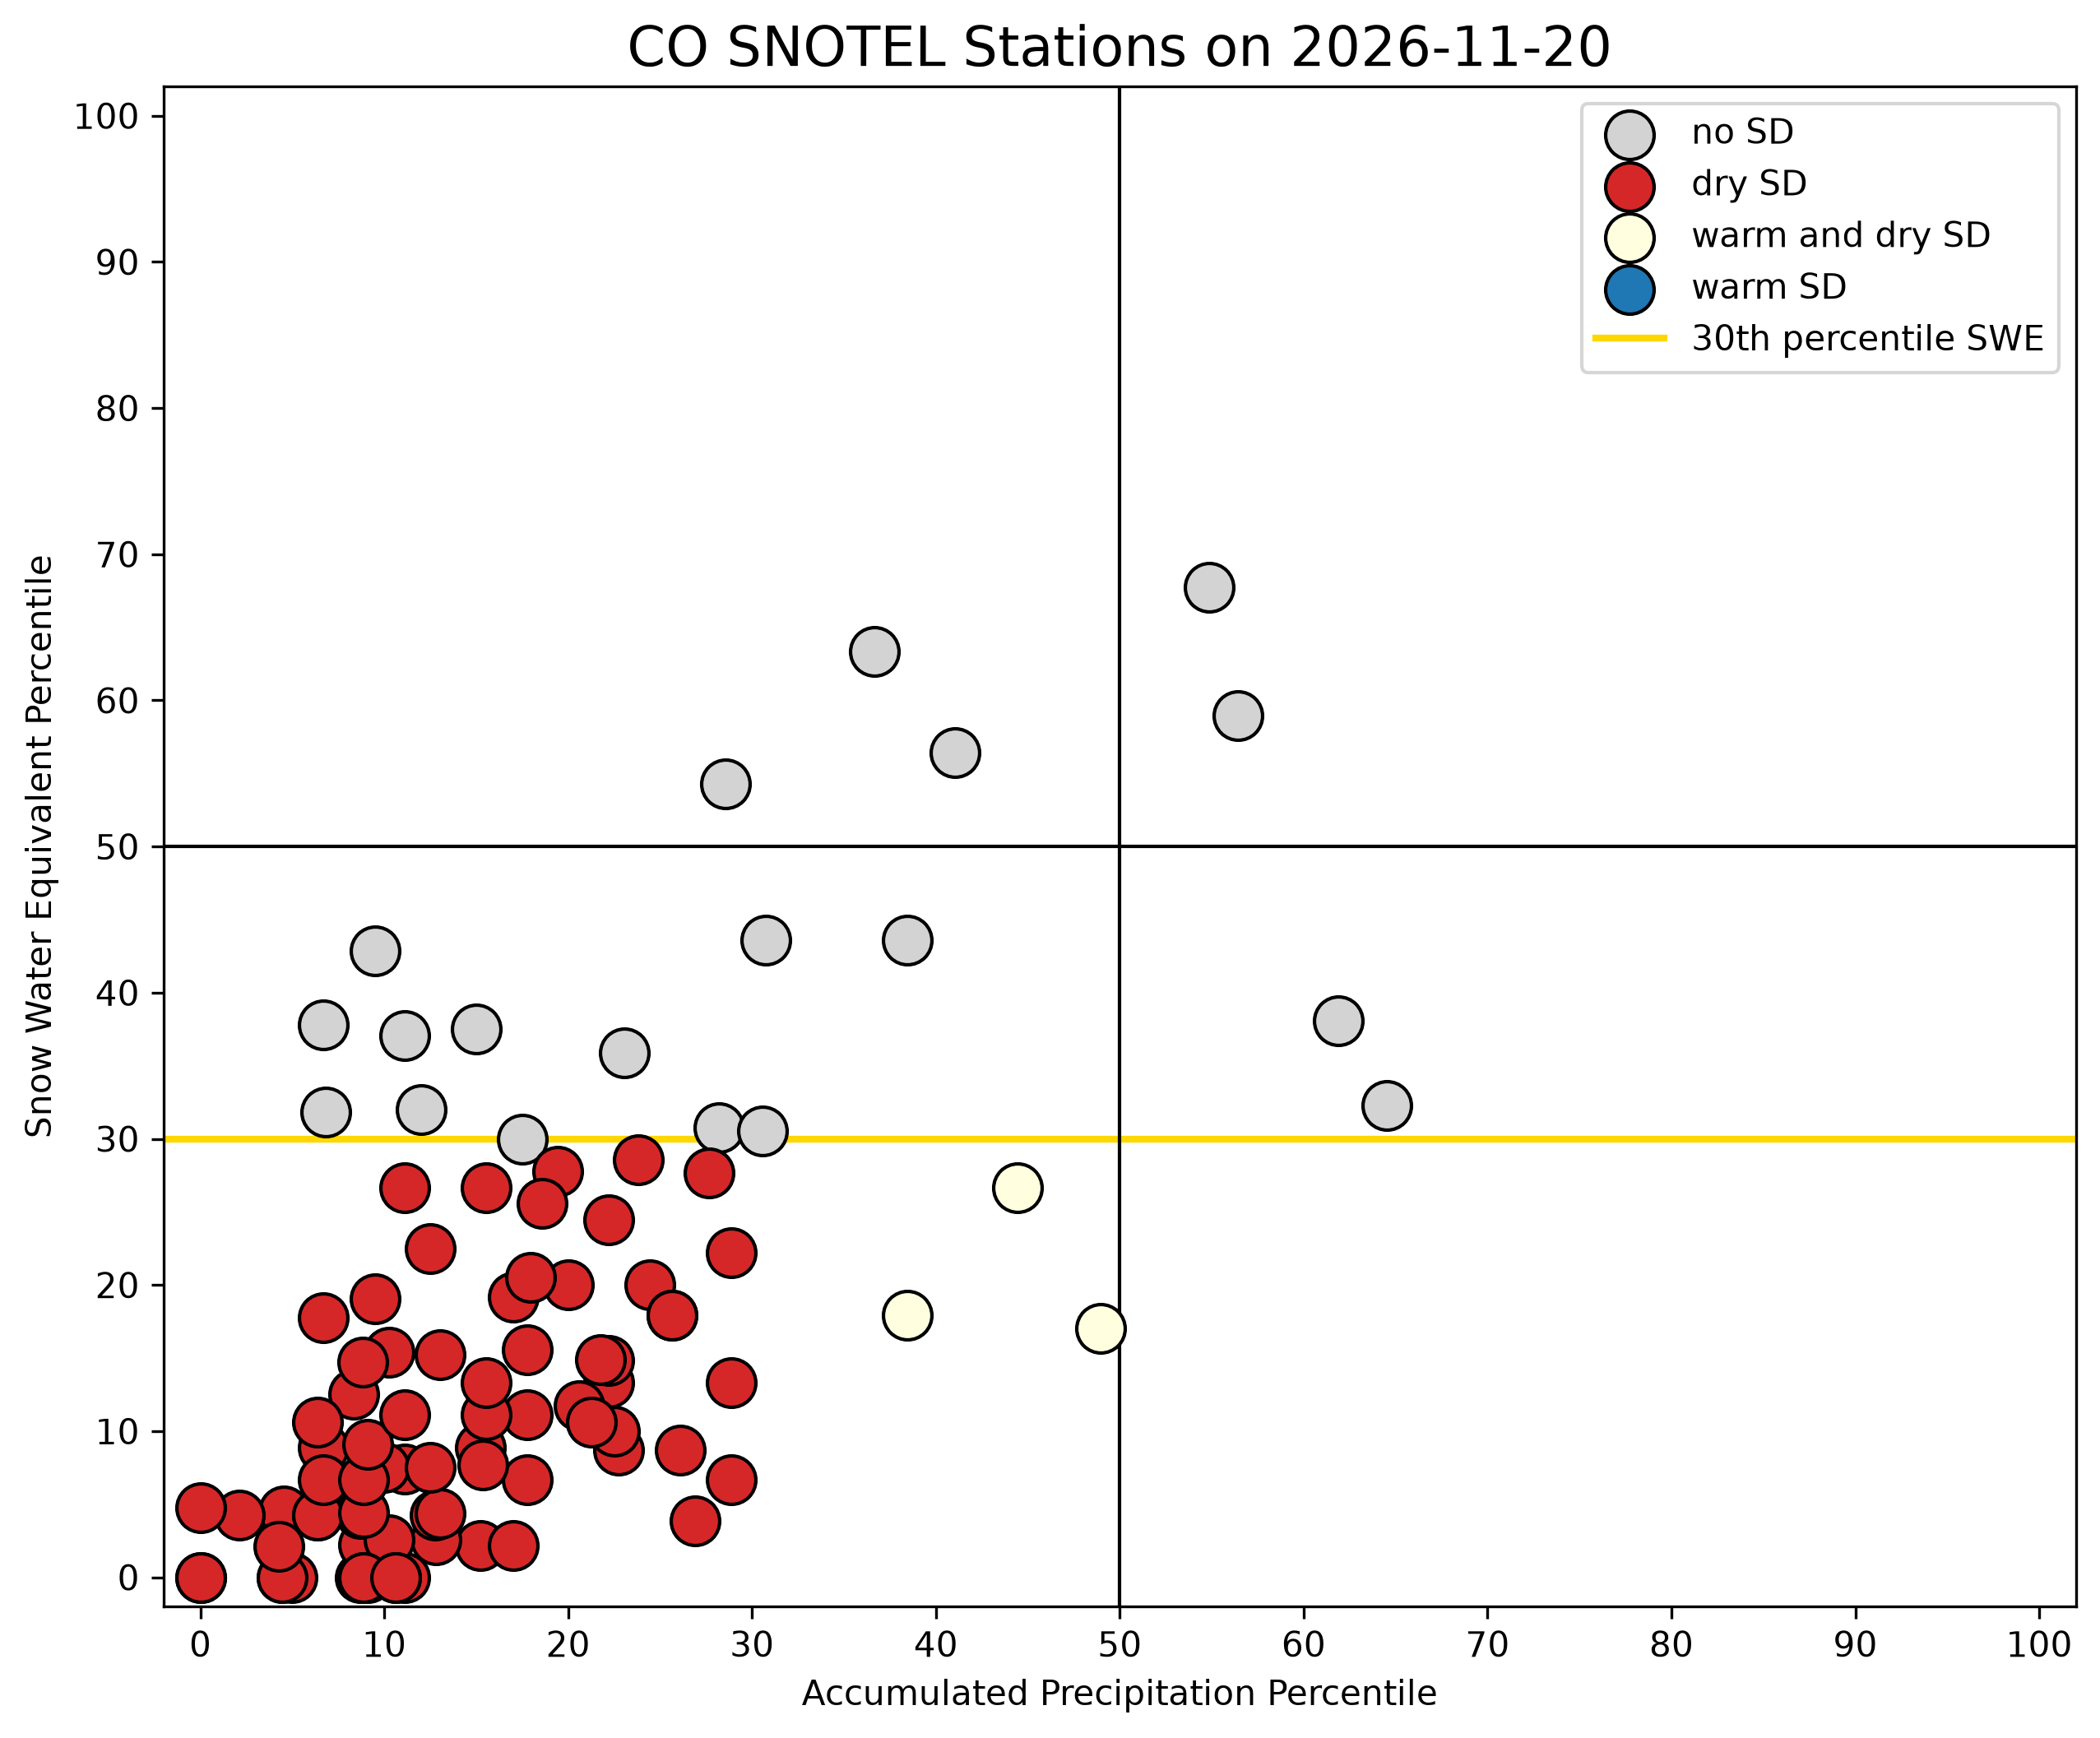 CO SNOTEL Stations on 2026-11-20
no SD
dry SD
warm and dry SD
warm SD
30th percentile SWE
Snow Water Equivalent Percentile
100
90
80
70
60
50
40
30
20
10
0
0 10 20 30 40 50 60 70 80 90 100
Accumulated Precipitation Percentile